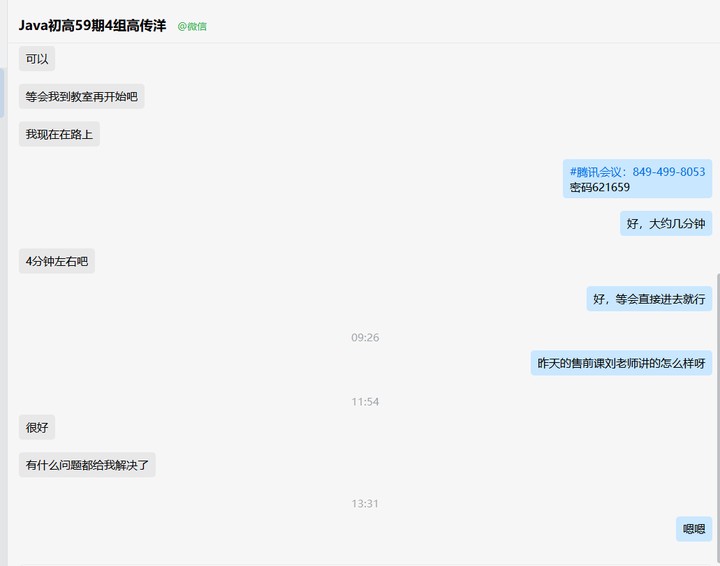 Java初高59期4组高传洋 @微信
可以
等会我到教室再开始吧
我现在在路上
#腾讯会议：849-499-8053
密码621659
好，大约几分钟
4分钟左右吧
好，等会直接进去就行
09:26
昨天的售前课刘老师讲的怎么样呀
11:54
很好
有什么问题都给我解决了
13:31
嗯嗯